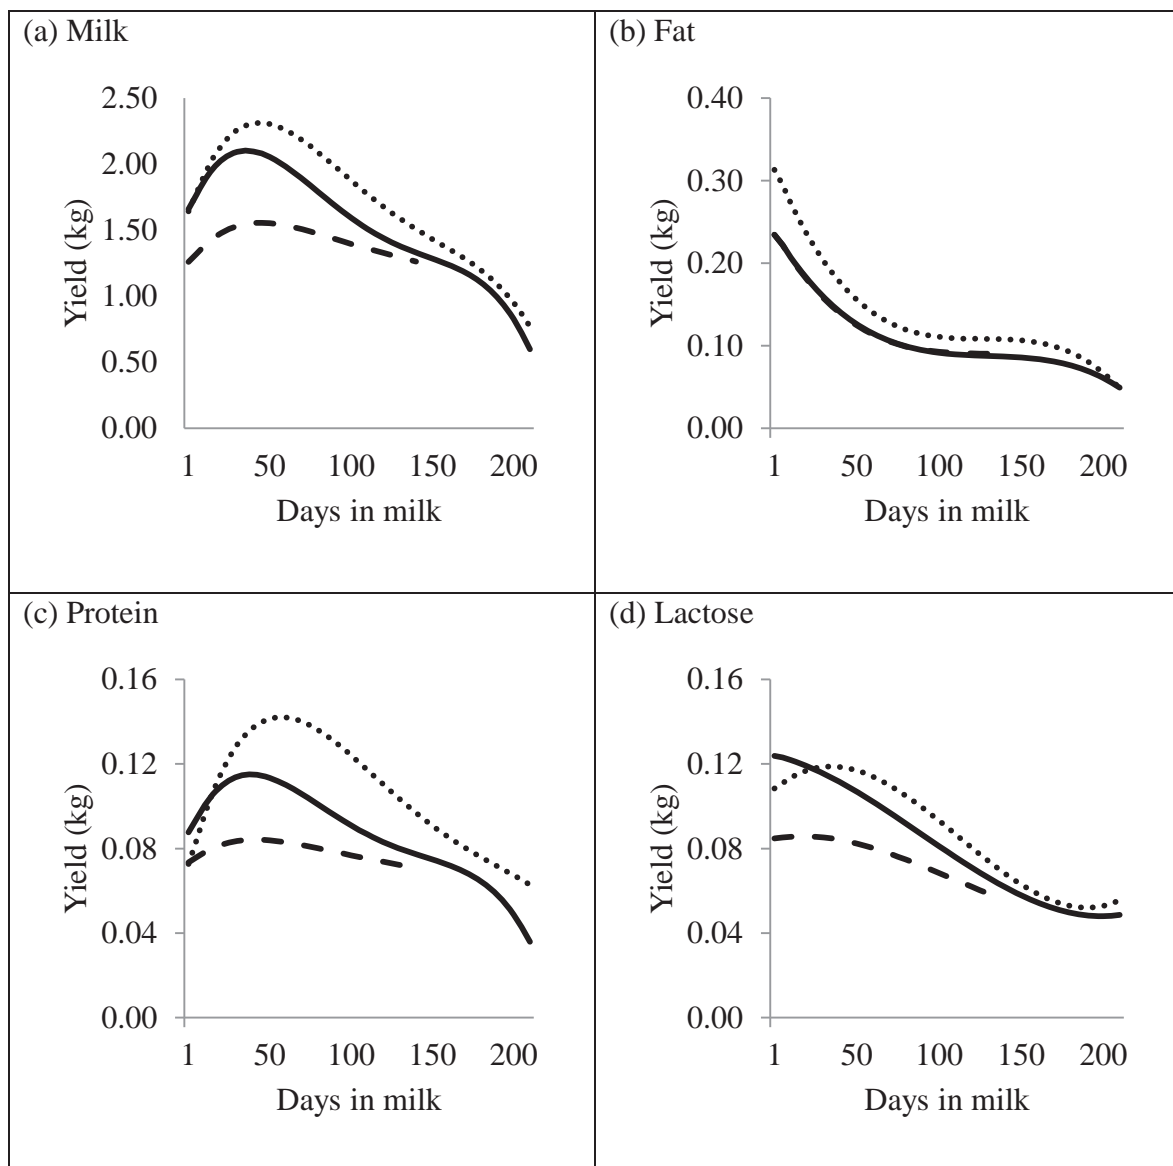 (a) Milk
Yield (kg)
2.50
2.00
1.50
1.00
0.50
0.00
1 50 100 150 200
Days in milk
(b) Fat
Yield (kg)
0.40
0.30
0.20
0.10
0.00
1 50 100 150 200
Days in milk
(c) Protein
Yield (kg)
0.16
0.12
0.08
0.04
0.00
1 50 100 150 200
Days in milk
(d) Lactose
Yield (kg)
0.16
0.12
0.08
0.04
0.00
1 50 100 150 200
Days in milk